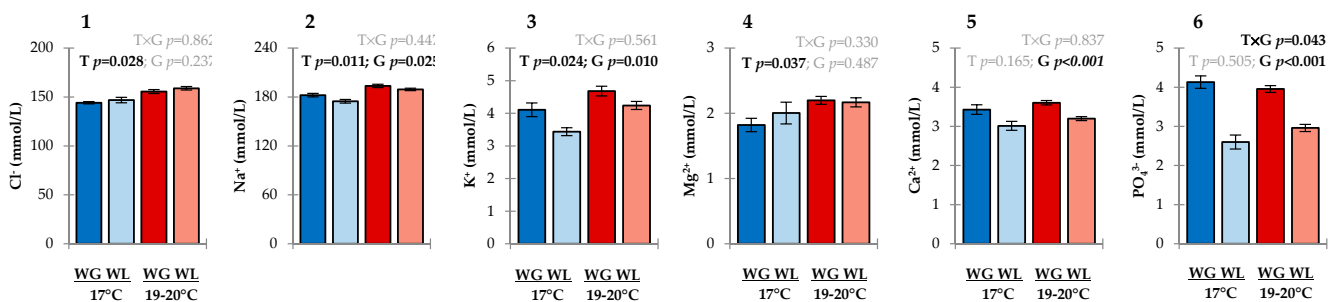 1
T×G p=0.862
T p=0.028; G p=0.237
200
150
100
50
0
Cl⁻ (mmol/L)
WG WL WG WL
17°C 19-20°C
2
T×G p=0.447
T p=0.011; G p=0.025
240
180
120
60
0
Na⁺ (mmol/L)
WG WL WG WL
17°C 19-20°C
3
T×G p=0.561
T p=0.024; G p=0.010
6
5
4
3
2
1
0
K⁺ (mmol/L)
WG WL WG WL
17°C 19-20°C
4
T×G p=0.330
T p=0.037; G p=0.487
3
2
1
0
Mg²⁺ (mmol/L)
WG WL WG WL
17°C 19-20°C
5
T×G p=0.837
T p=0.165; G p<0.001
5
4
3
2
1
0
Ca²⁺ (mmol/L)
WG WL WG WL
17°C 19-20°C
6
T×G p=0.043
T p=0.505; G p<0.001
5
4
3
2
1
0
PO₄³⁻ (mmol/L)
WG WL WG WL
17°C 19-20°C